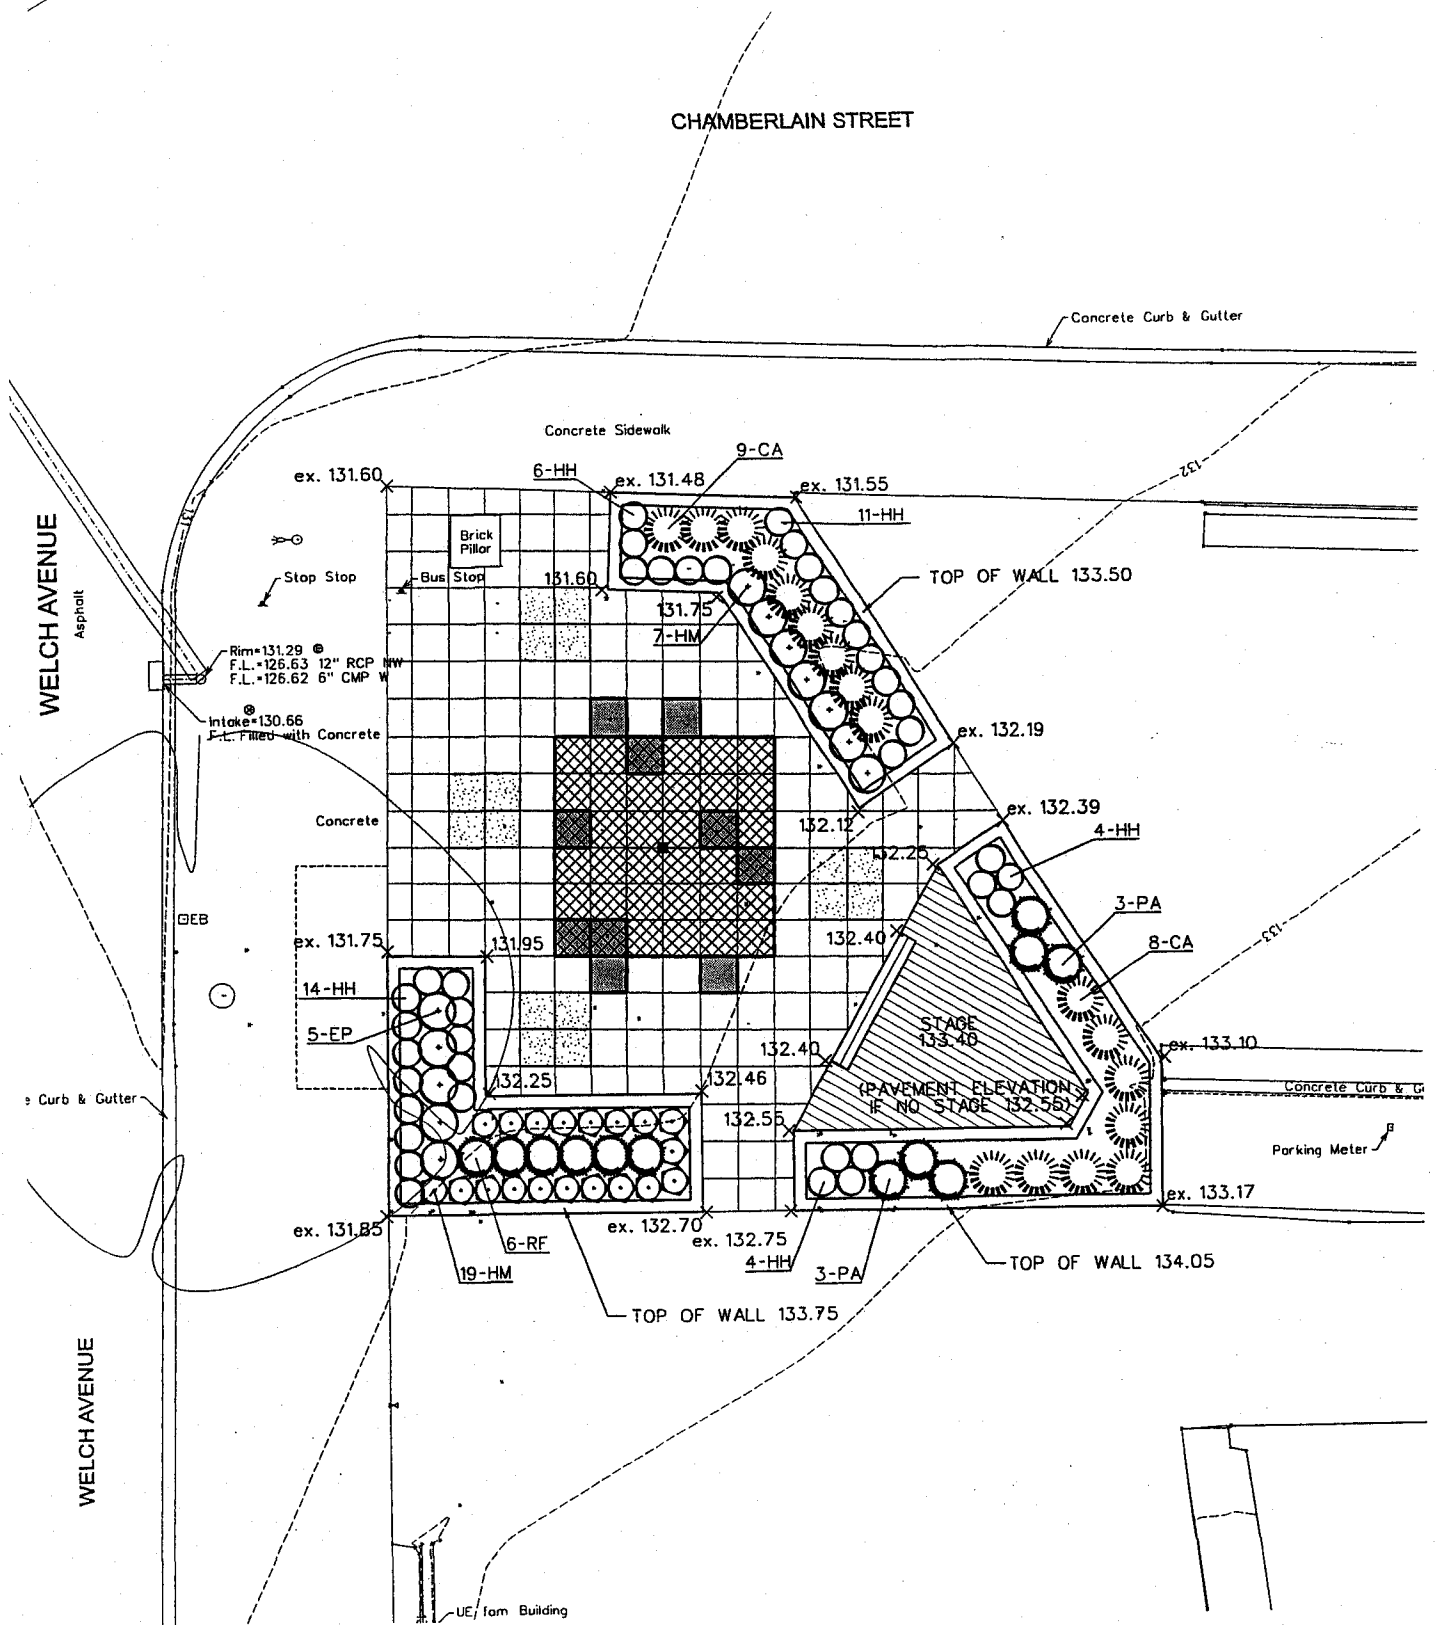 CHAMBERLAIN STREET
Concrete Curb & Gutter
Concrete Sidewalk
9-CA
6-HH
ex. 131.60
ex. 131.48
ex. 131.55
132
11-HH
131
WELCH AVENUE
Asphalt
Brick
Pillar
Stop Stop
Bus Stop
131.60
TOP OF WALL 133.50
131.75
7-HM
Rim=131.29
F.L.=126.63 12" RCP NW
F.L.=126.62 6" CMP W
Intake=130.66
F.L. Filled with Concrete
ex. 132.19
Concrete
132.12
ex. 132.39
4-HH
132.25
3-PA
EB
ex. 131.75
131.95
132.40
8-CA
133
14-HH
5-EP
STAGE
133.40
132.40
ex. 133.10
132.25
132.46
(PAVEMENT ELEVATION
IF NO STAGE 132.55)
Concrete Curb & G
Curb & Gutter
132.55
Parking Meter
ex. 133.17
ex. 131.85
ex. 132.70
ex. 132.75
6-RF
19-HM
4-HH
3-PA
TOP OF WALL 134.05
TOP OF WALL 133.75
WELCH AVENUE
Building